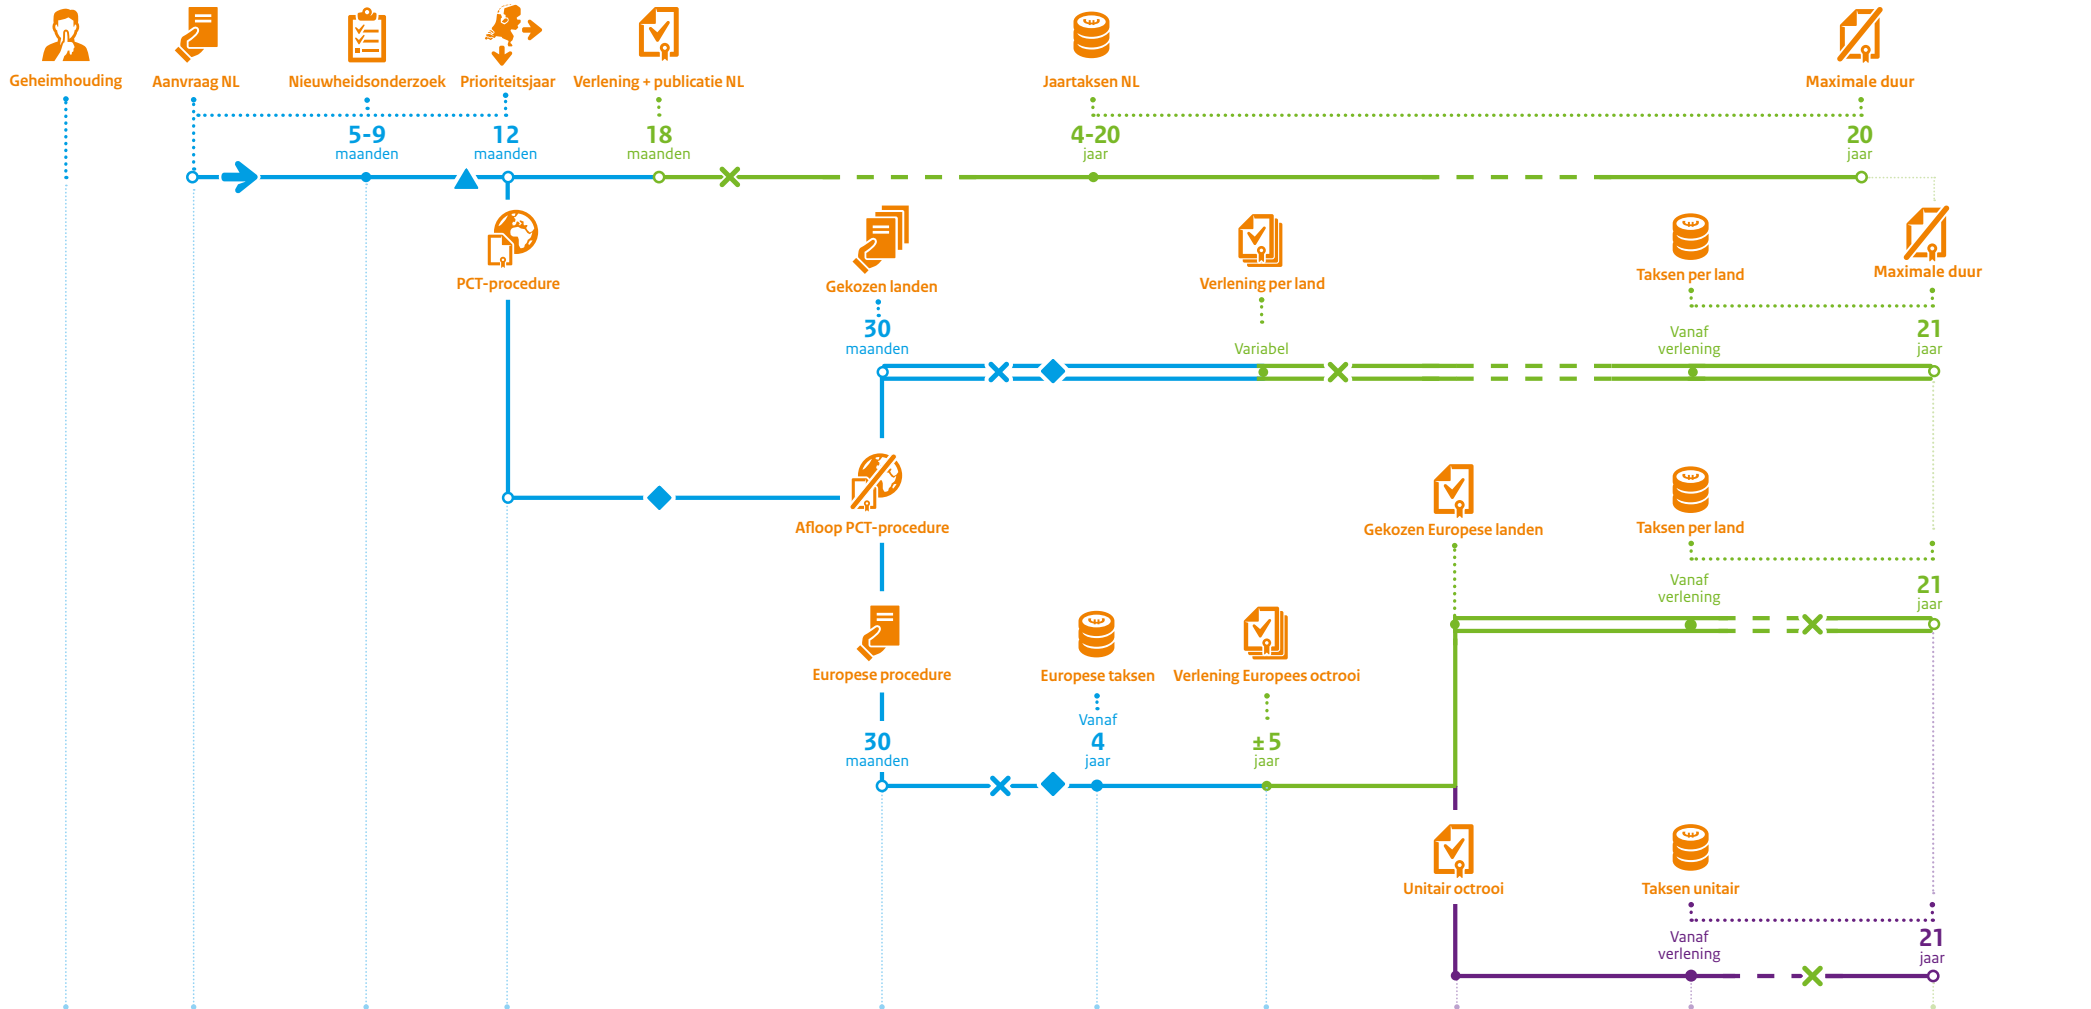 Geheimhouding
Aanvraag NL
Nieuwheidsonderzoek
Prioriteitsjaar
Verlening + publicatie NL
Jaartaksen NL
Maximale duur
5-9
maanden
12
maanden
18
maanden
4-20
jaar
20
jaar
PCT-procedure
Gekozen landen
Verlening per land
Taksen per land
Maximale duur
30
maanden
Variabel
Vanaf
verlening
21
jaar
Afloop PCT-procedure
Gekozen Europese landen
Taksen per land
Vanaf
verlening
21
jaar
Europese procedure
Europese taksen
Verlening Europees octrooi
30
maanden
Vanaf
4
jaar
± 5
jaar
Unitair octrooi
Taksen unitair
Vanaf
verlening
21
jaar